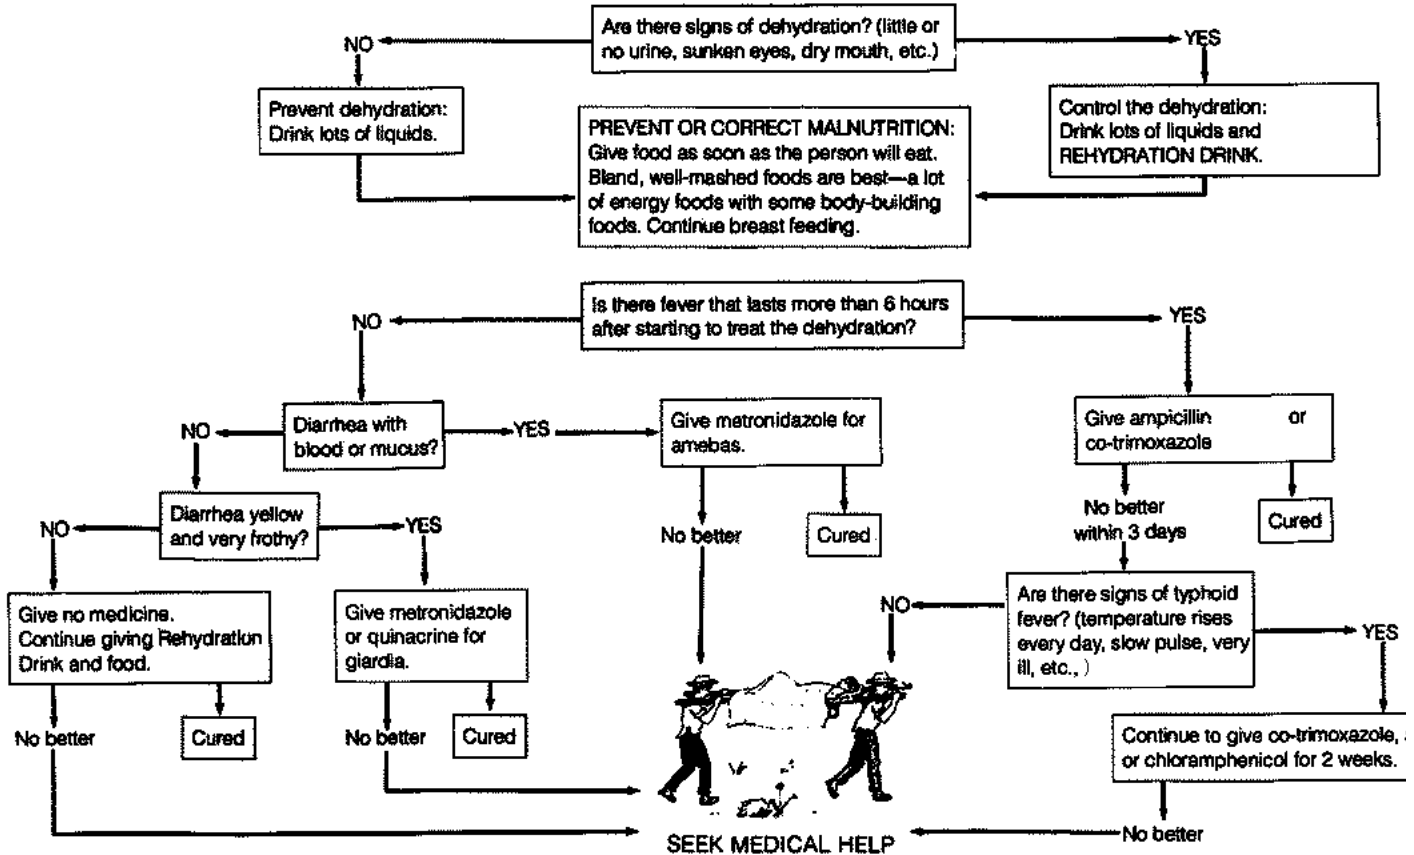 Are there signs of dehydration? (little or
no urine, sunken eyes, dry mouth, etc.)
NO
YES
Prevent dehydration:
Drink lots of liquids.
Control the dehydration:
Drink lots of liquids and
REHYDRATION DRINK.
PREVENT OR CORRECT MALNUTRITION:
Give food as soon as the person will eat.
Bland, well-mashed foods are best—a lot
of energy foods with some body-building
foods. Continue breast feeding.
Is there fever that lasts more than 6 hours
after starting to treat the dehydration?
NO
YES
Diarrhea with
blood or mucus?
NO
YES
Give metronidazole for
amebas.
Give ampicillin or
co-trimoxazole
No better
Cured
No better
within 3 days
Cured
Diarrhea yellow
and very frothy?
NO
YES
Are there signs of typhoid
fever? (temperature rises
every day, slow pulse, very
ill, etc., )
NO
YES
Give no medicine.
Continue giving Rehydration
Drink and food.
Give metronidazole
or quinacrine for
giardia.
No better
Cured
No better
Cured
Continue to give co-trimoxazole,
or chloramphenicol for 2 weeks.
No better
SEEK MEDICAL HELP